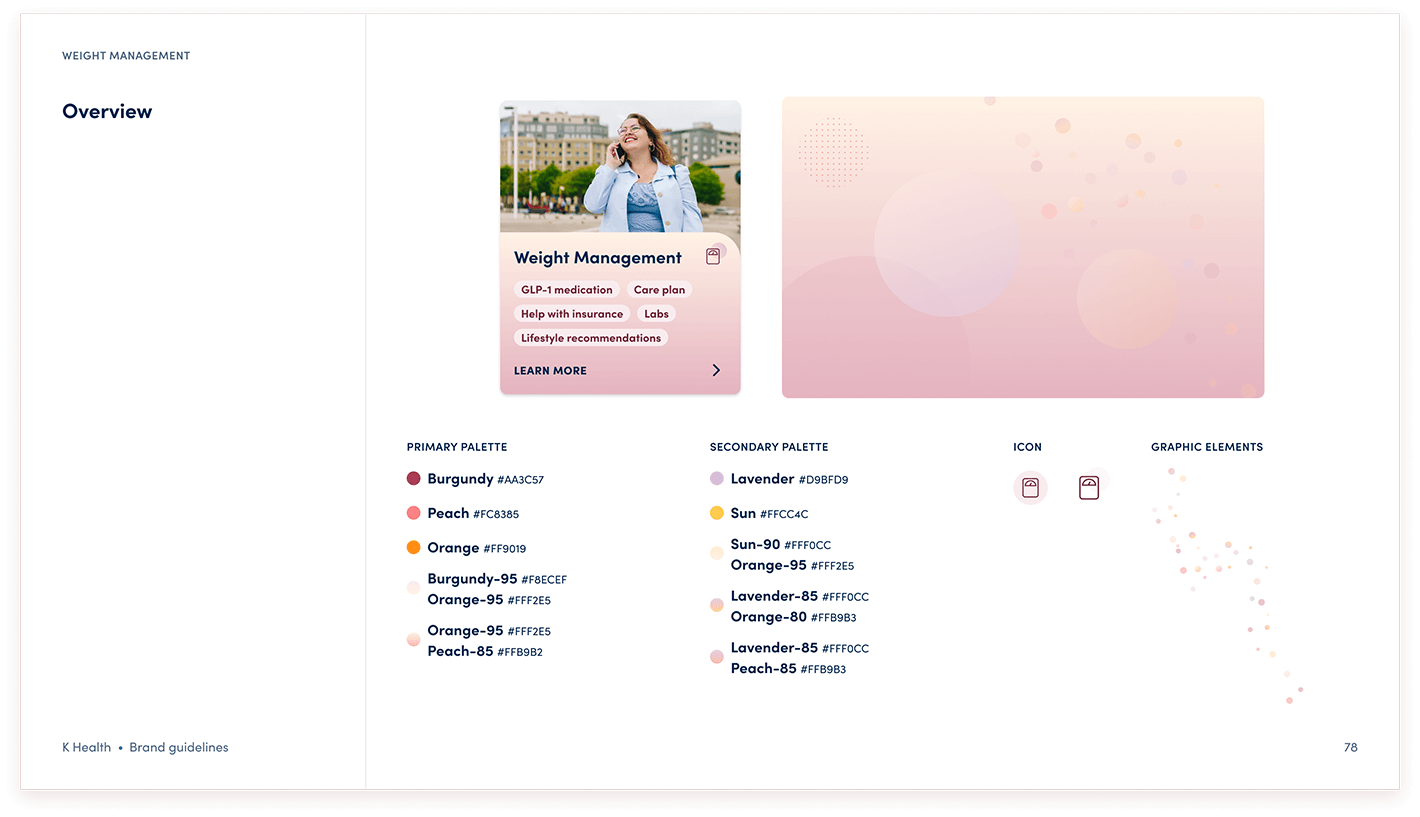 WEIGHT MANAGEMENT
Overview
Weight Management
GLP-1 medication
Care plan
Help with insurance
Labs
Lifestyle recommendations
LEARN MORE
PRIMARY PALETTE
Burgundy #AA3C57
Peach #FC8385
Orange #FF9019
Burgundy-95 #F8ECEF
Orange-95 #FFF2E5
Orange-95 #FFF2E5
Peach-85 #FFB9B2
SECONDARY PALETTE
Lavender #D9BFD9
Sun #FFCC4C
Sun-90 #FFF0CC
Orange-95 #FFF2E5
Lavender-85 #FFF0CC
Orange-80 #FFB9B3
Lavender-85 #FFF0CC
Peach-85 #FFB9B3
ICON
GRAPHIC ELEMENTS
K Health • Brand guidelines
78